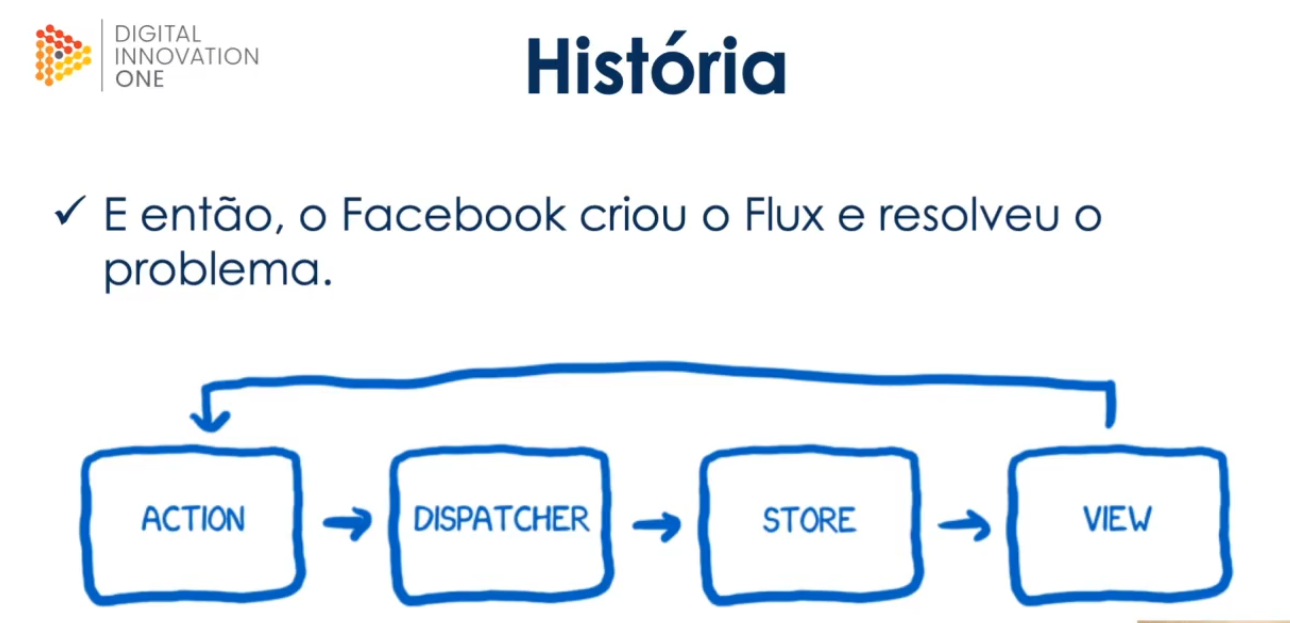 DIGITAL
INNOVATION
ONE
História
✓ E então, o Facebook criou o Flux e resolveu o
problema.
ACTION
DISPATCHER
STORE
VIEW